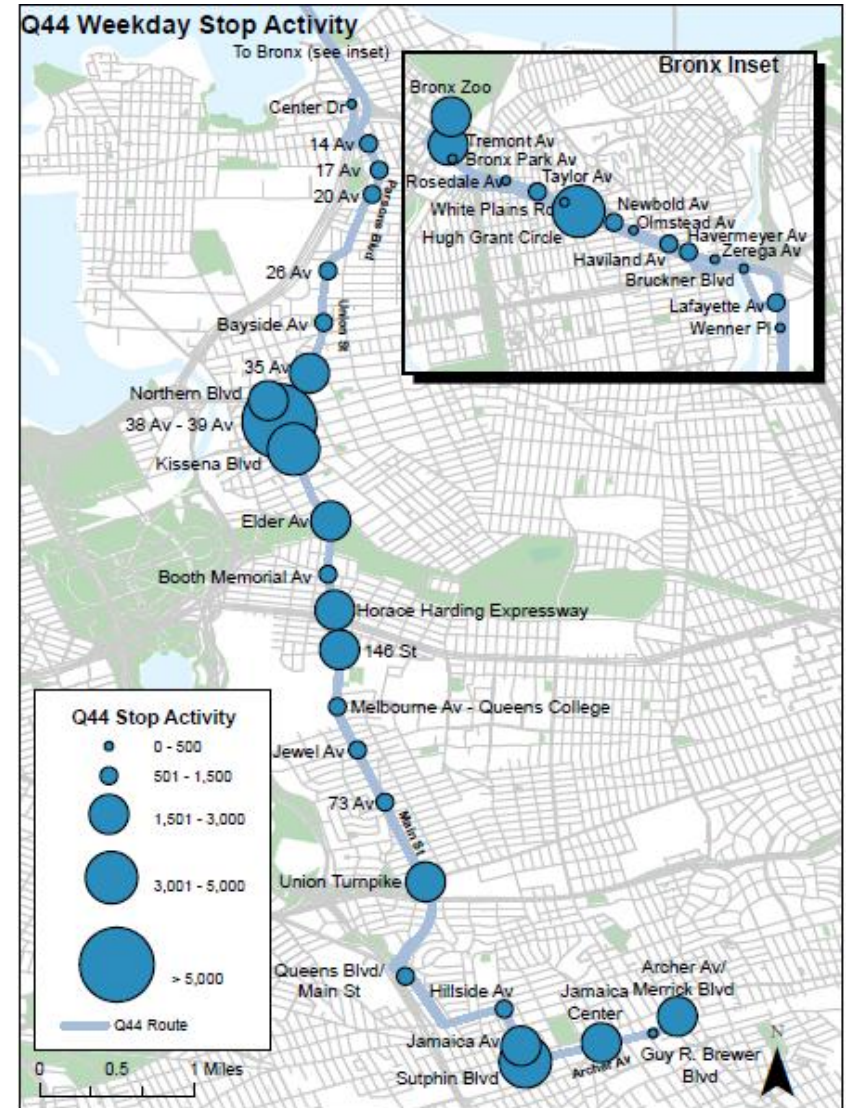 Q44 Weekday Stop Activity
To Bronx (see inset)
Bronx Inset
Bronx Zoo
Tremont Av
Bronx Park Av
Rosedale Av
Taylor Av
White Plains Rd
Newbold Av
Olmstead Av
Hugh Grant Circle
Havermeyer Av
Haviland Av
Zerega Av
Bruckner Blvd
Lafayette Av
Wenner Pl
Center Dr
14 Av
17 Av
20 Av
Parsons Blvd
26 Av
Union St
Bayside Av
35 Av
Northern Blvd
38 Av - 39 Av
Kissena Blvd
Elder Av
Booth Memorial Av
Horace Harding Expressway
146 St
Melbourne Av - Queens College
Jewel Av
73 Av
Main St
Union Turnpike
Queens Blvd/
Main St
Hillside Av
Jamaica
Center
Archer Av/
Merrick Blvd
Jamaica Av
Sutphin Blvd
Archer Av
Guy R. Brewer
Blvd
Q44 Stop Activity
0 - 500
501 - 1,500
1,501 - 3,000
3,001 - 5,000
> 5,000
Q44 Route
0 0.5 1 Miles
N